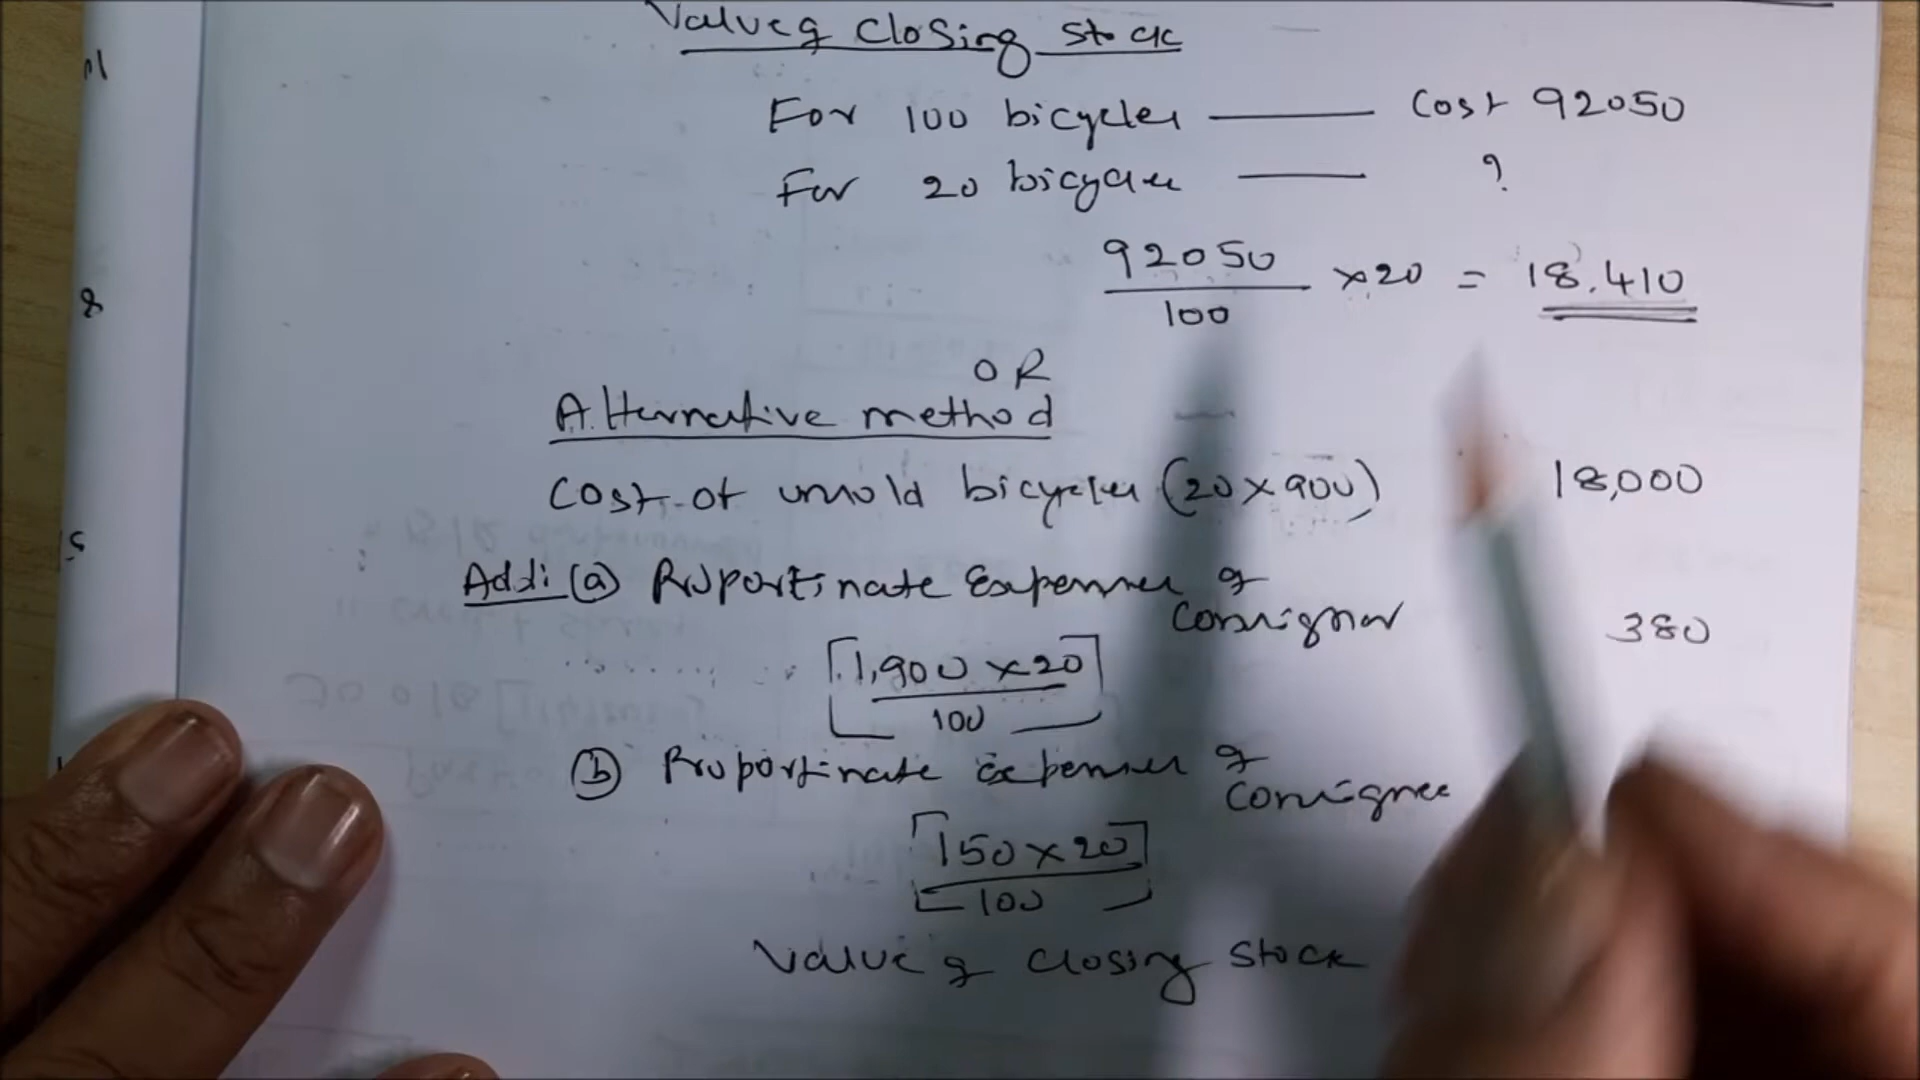 Value of Closing stock
For 100 bicycles —— Cost 92050
For 20 bicycles —— ?
92050 / 100 × 20 = 18,410
OR
Alternative method
Cost of unsold bicycles (20 × 900) 18,000
Add: (a) Proportinate Expenses of
Consignor 380
[1,900 × 20 / 100]
(b) Proportinate Expenses of
Consignee
[150 × 20 / 100]
Value of Closing Stock